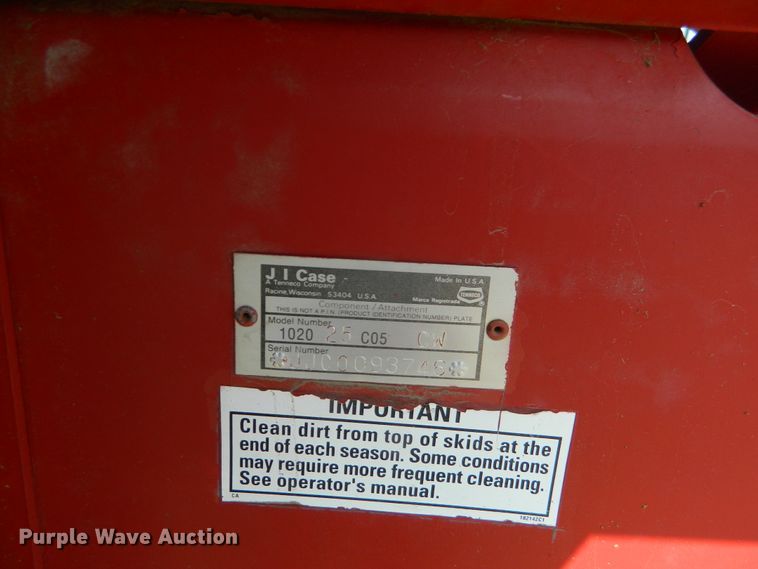 J I Case
A Tenneco Company
Racine, Wisconsin 53404 U.S.A.
Made in U.S.A.
Marca Registrada
TENNECO ®
Component / Attachment
THIS IS NOT A P.I.N. (PRODUCT IDENTIFICATION NUMBER) PLATE
Model Number
1020 25 C05 CW
Serial Number
IMPORTANT
Clean dirt from top of skids at the
end of each season. Some conditions
may require more frequent cleaning.
See operator's manual.
CA
182142C1
Purple Wave Auction